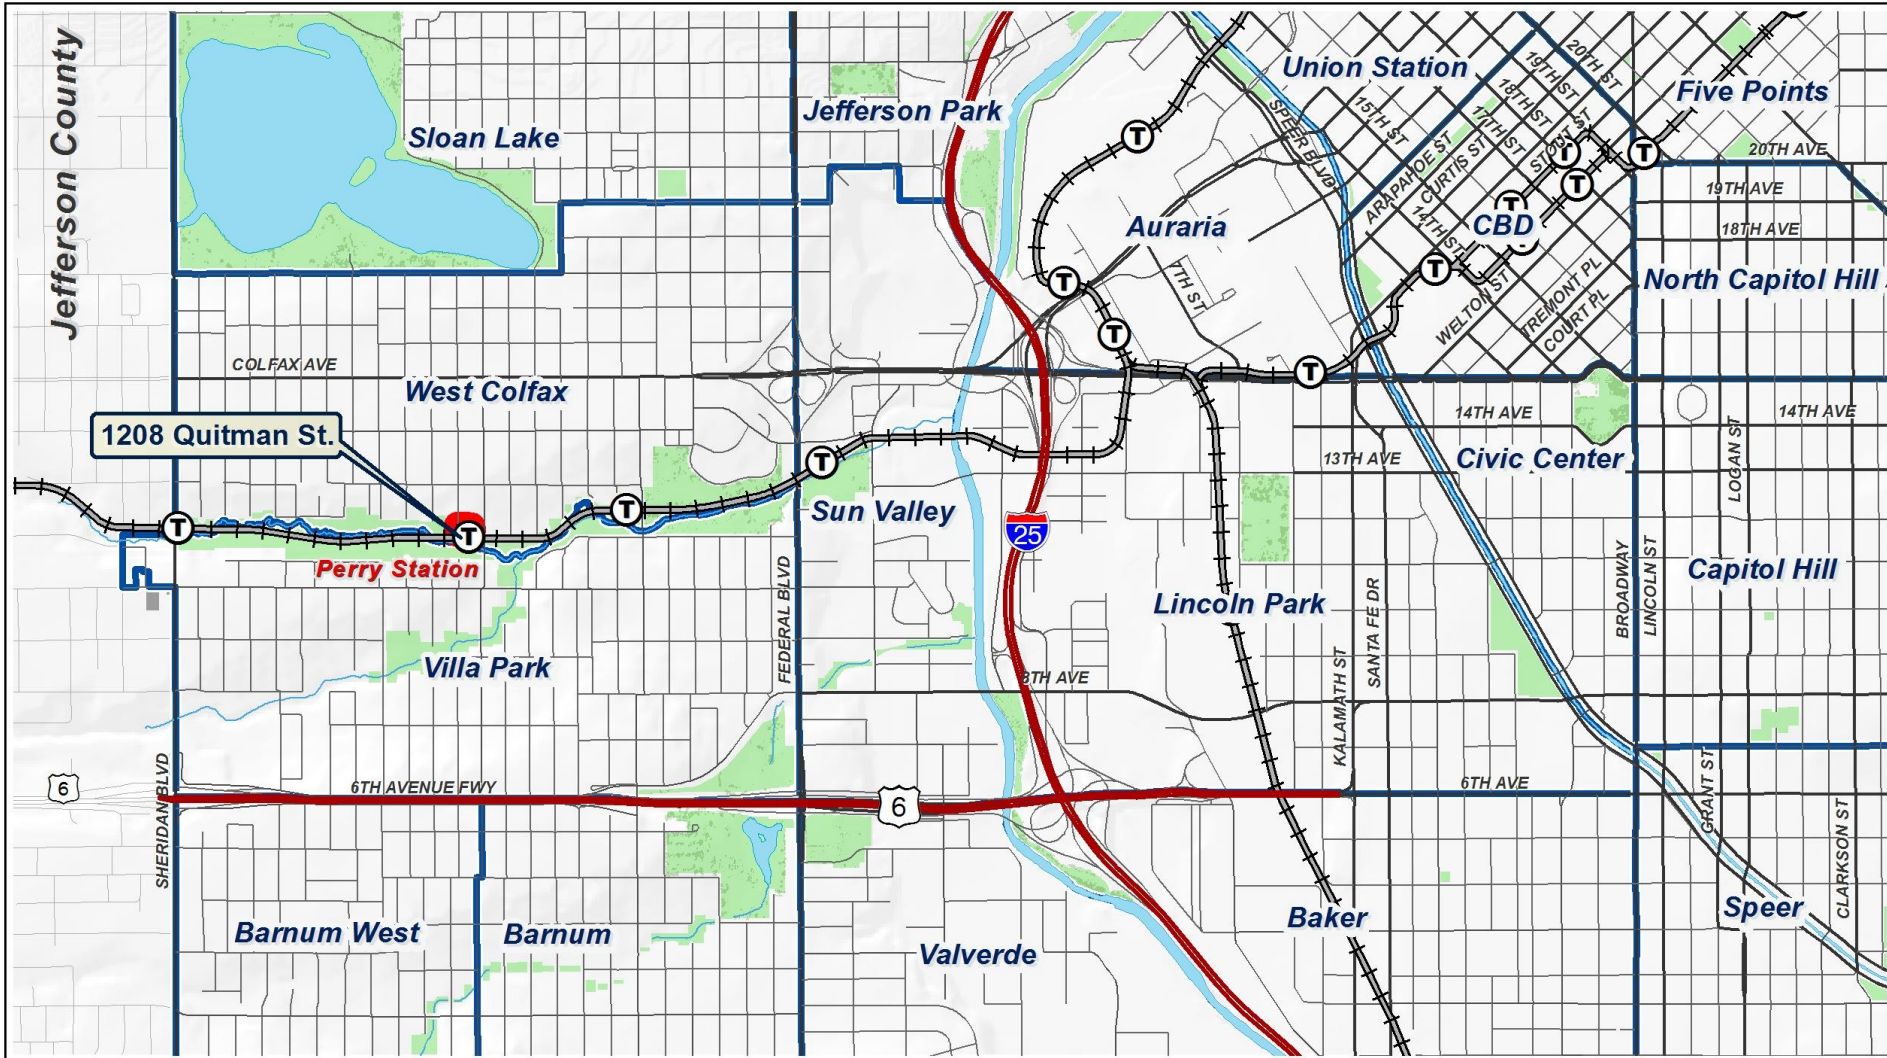 Jefferson County
Sloan Lake
Jefferson Park
Union Station
Five Points
20TH ST
19TH ST
18TH ST
17TH ST
15TH ST
STOUT ST
SPEER BLVD
ARAPAHOE ST
CURTIS ST
14TH ST
20TH AVE
19TH AVE
18TH AVE
Auraria
CBD
7TH ST
North Capitol Hill
WELTON ST
TREMONT PL
COURT PL
COLFAX AVE
West Colfax
1208 Quitman St.
14TH AVE
14TH AVE
13TH AVE
Civic Center
LOGAN ST
T
T
T
T
T
T
T
T
T
T
T
T
T
Perry Station
Sun Valley
25
FEDERAL BLVD
BROADWAY
LINCOLN ST
Capitol Hill
Lincoln Park
SANTA FE DR
KALAMATH ST
Villa Park
8TH AVE
SHERIDAN BLVD
6
6TH AVENUE FWY
6
6TH AVE
GRANT ST
CLARKSON ST
Barnum West
Barnum
Valverde
Baker
Speer